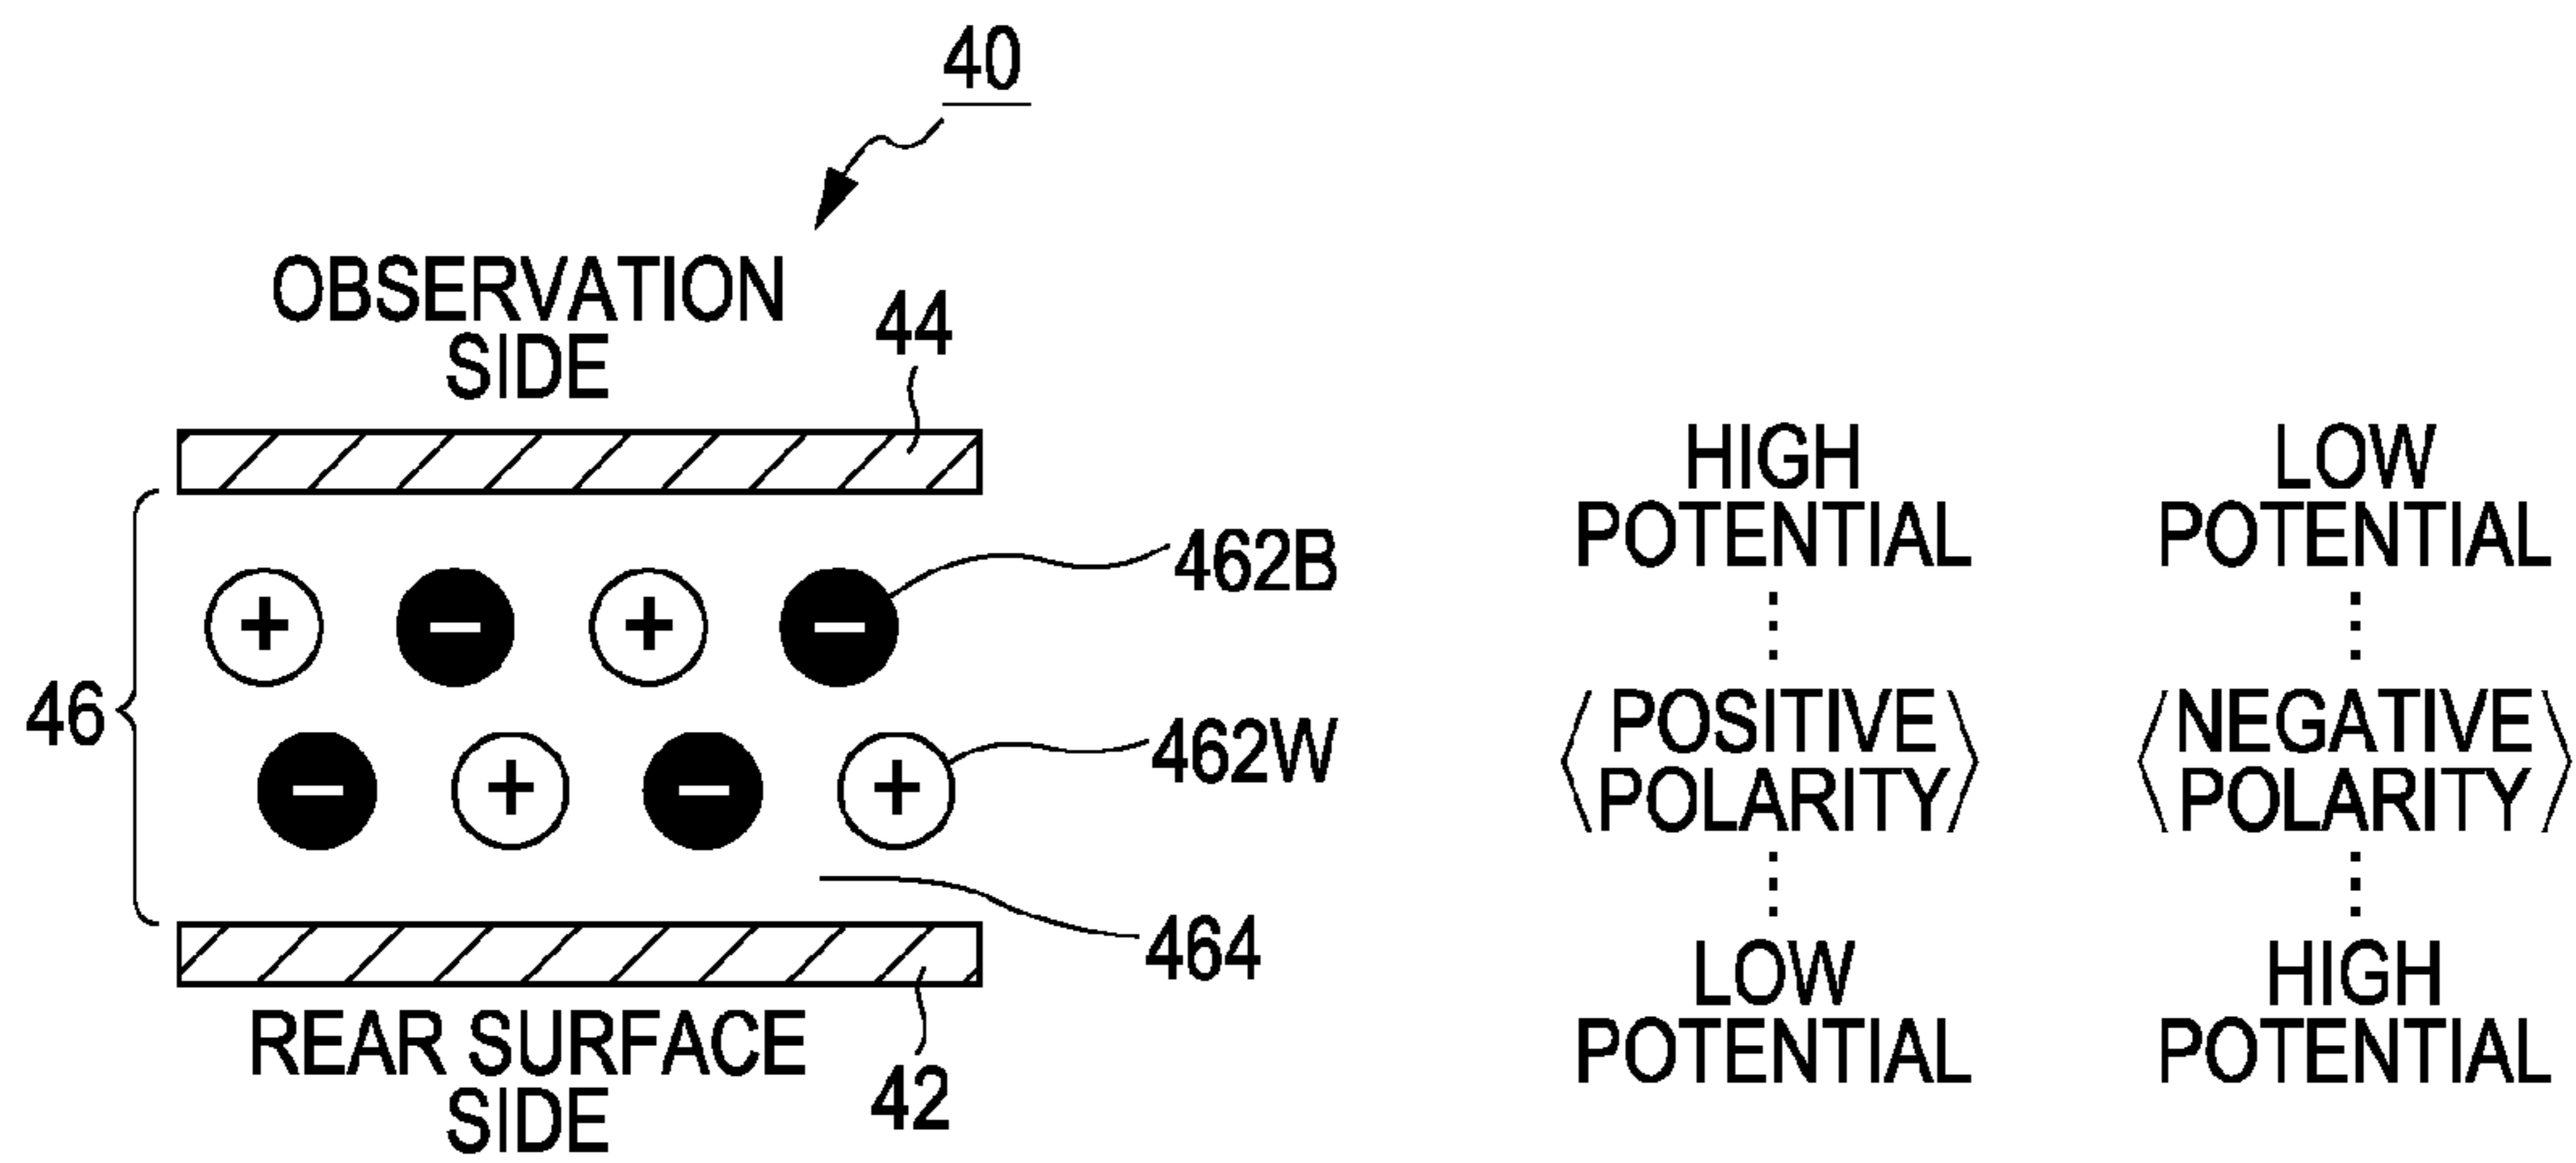 40
OBSERVATION
SIDE
44
46
+ − + −
− + − +
462B
462W
464
42
REAR SURFACE
SIDE
HIGH
POTENTIAL
⋮
〈POSITIVE
POLARITY〉
⋮
LOW
POTENTIAL
LOW
POTENTIAL
⋮
〈NEGATIVE
POLARITY〉
⋮
HIGH
POTENTIAL